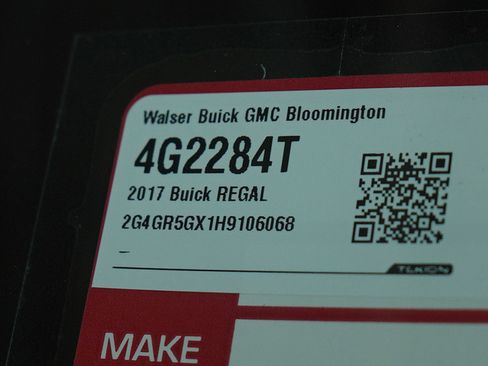 Walser Buick GMC Bloomington
4G2284T
2017 Buick REGAL
2G4GR5GX1H9106068
TEKION
MAKE